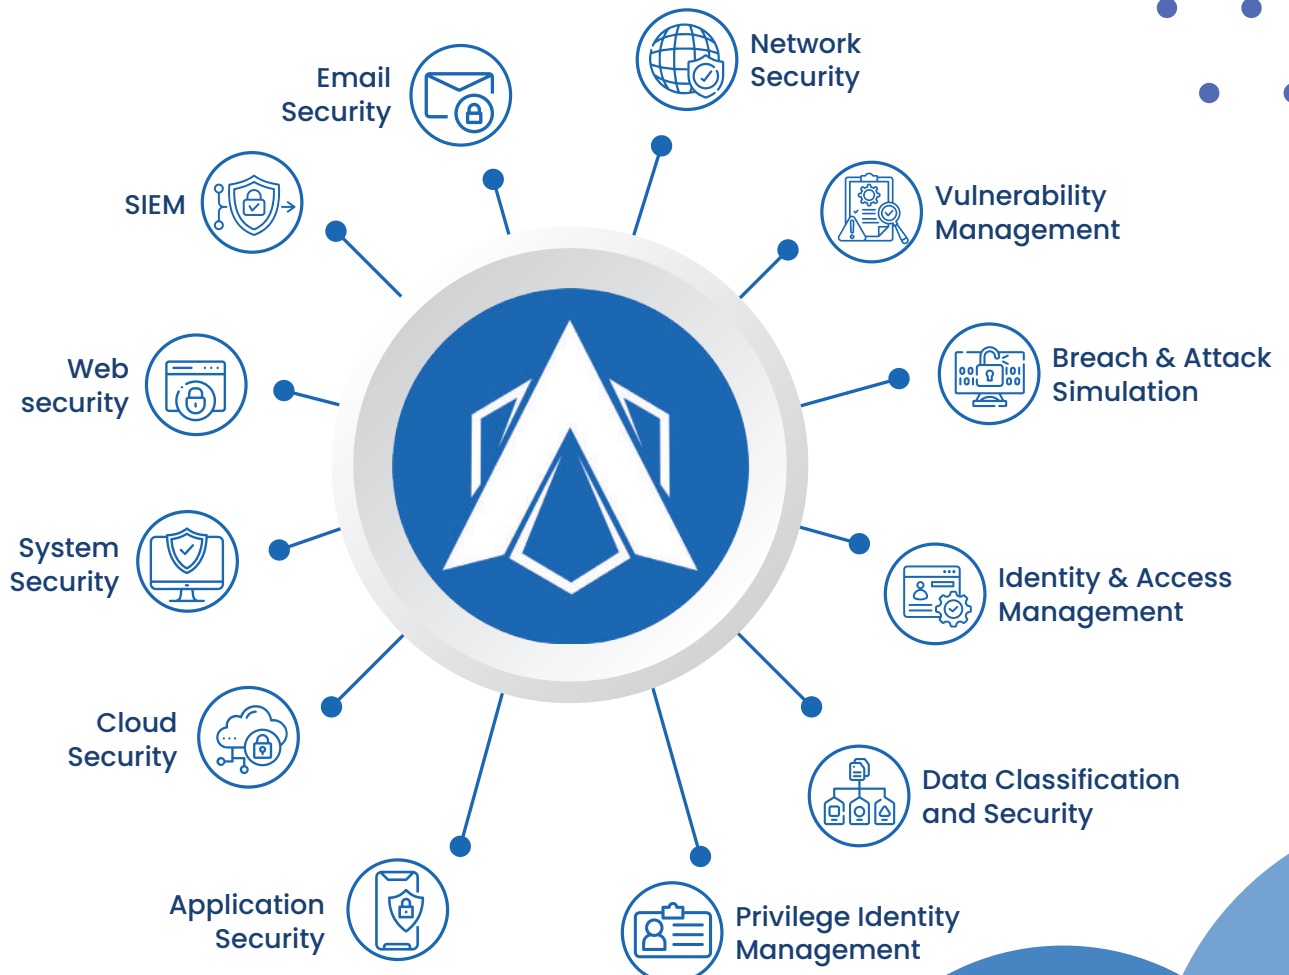 Network
Security
Email
Security
SIEM
Vulnerability
Management
Web
security
Breach & Attack
Simulation
System
Security
Identity & Access
Management
Cloud
Security
Data Classification
and Security
Application
Security
Privilege Identity
Management